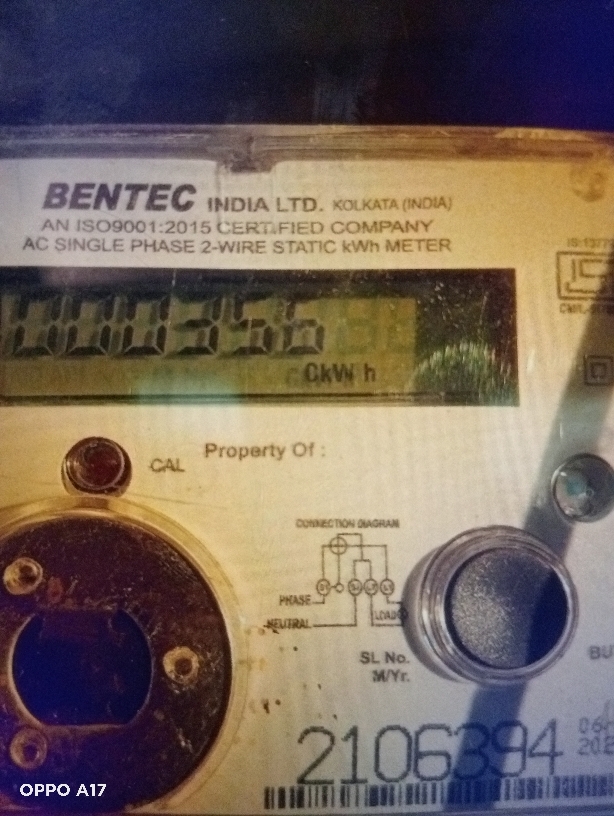 BENTEC INDIA LTD. KOLKATA (INDIA)
AN ISO9001:2015 CERTIFIED COMPANY
AC SINGLE PHASE 2-WIRE STATIC kWh METER
000356
CkWh
CAL
Property Of :
CONNECTION DIAGRAM
PHASE
NEUTRAL
LOAD
SL No.
M/Yr.
2106394
OPPO A17